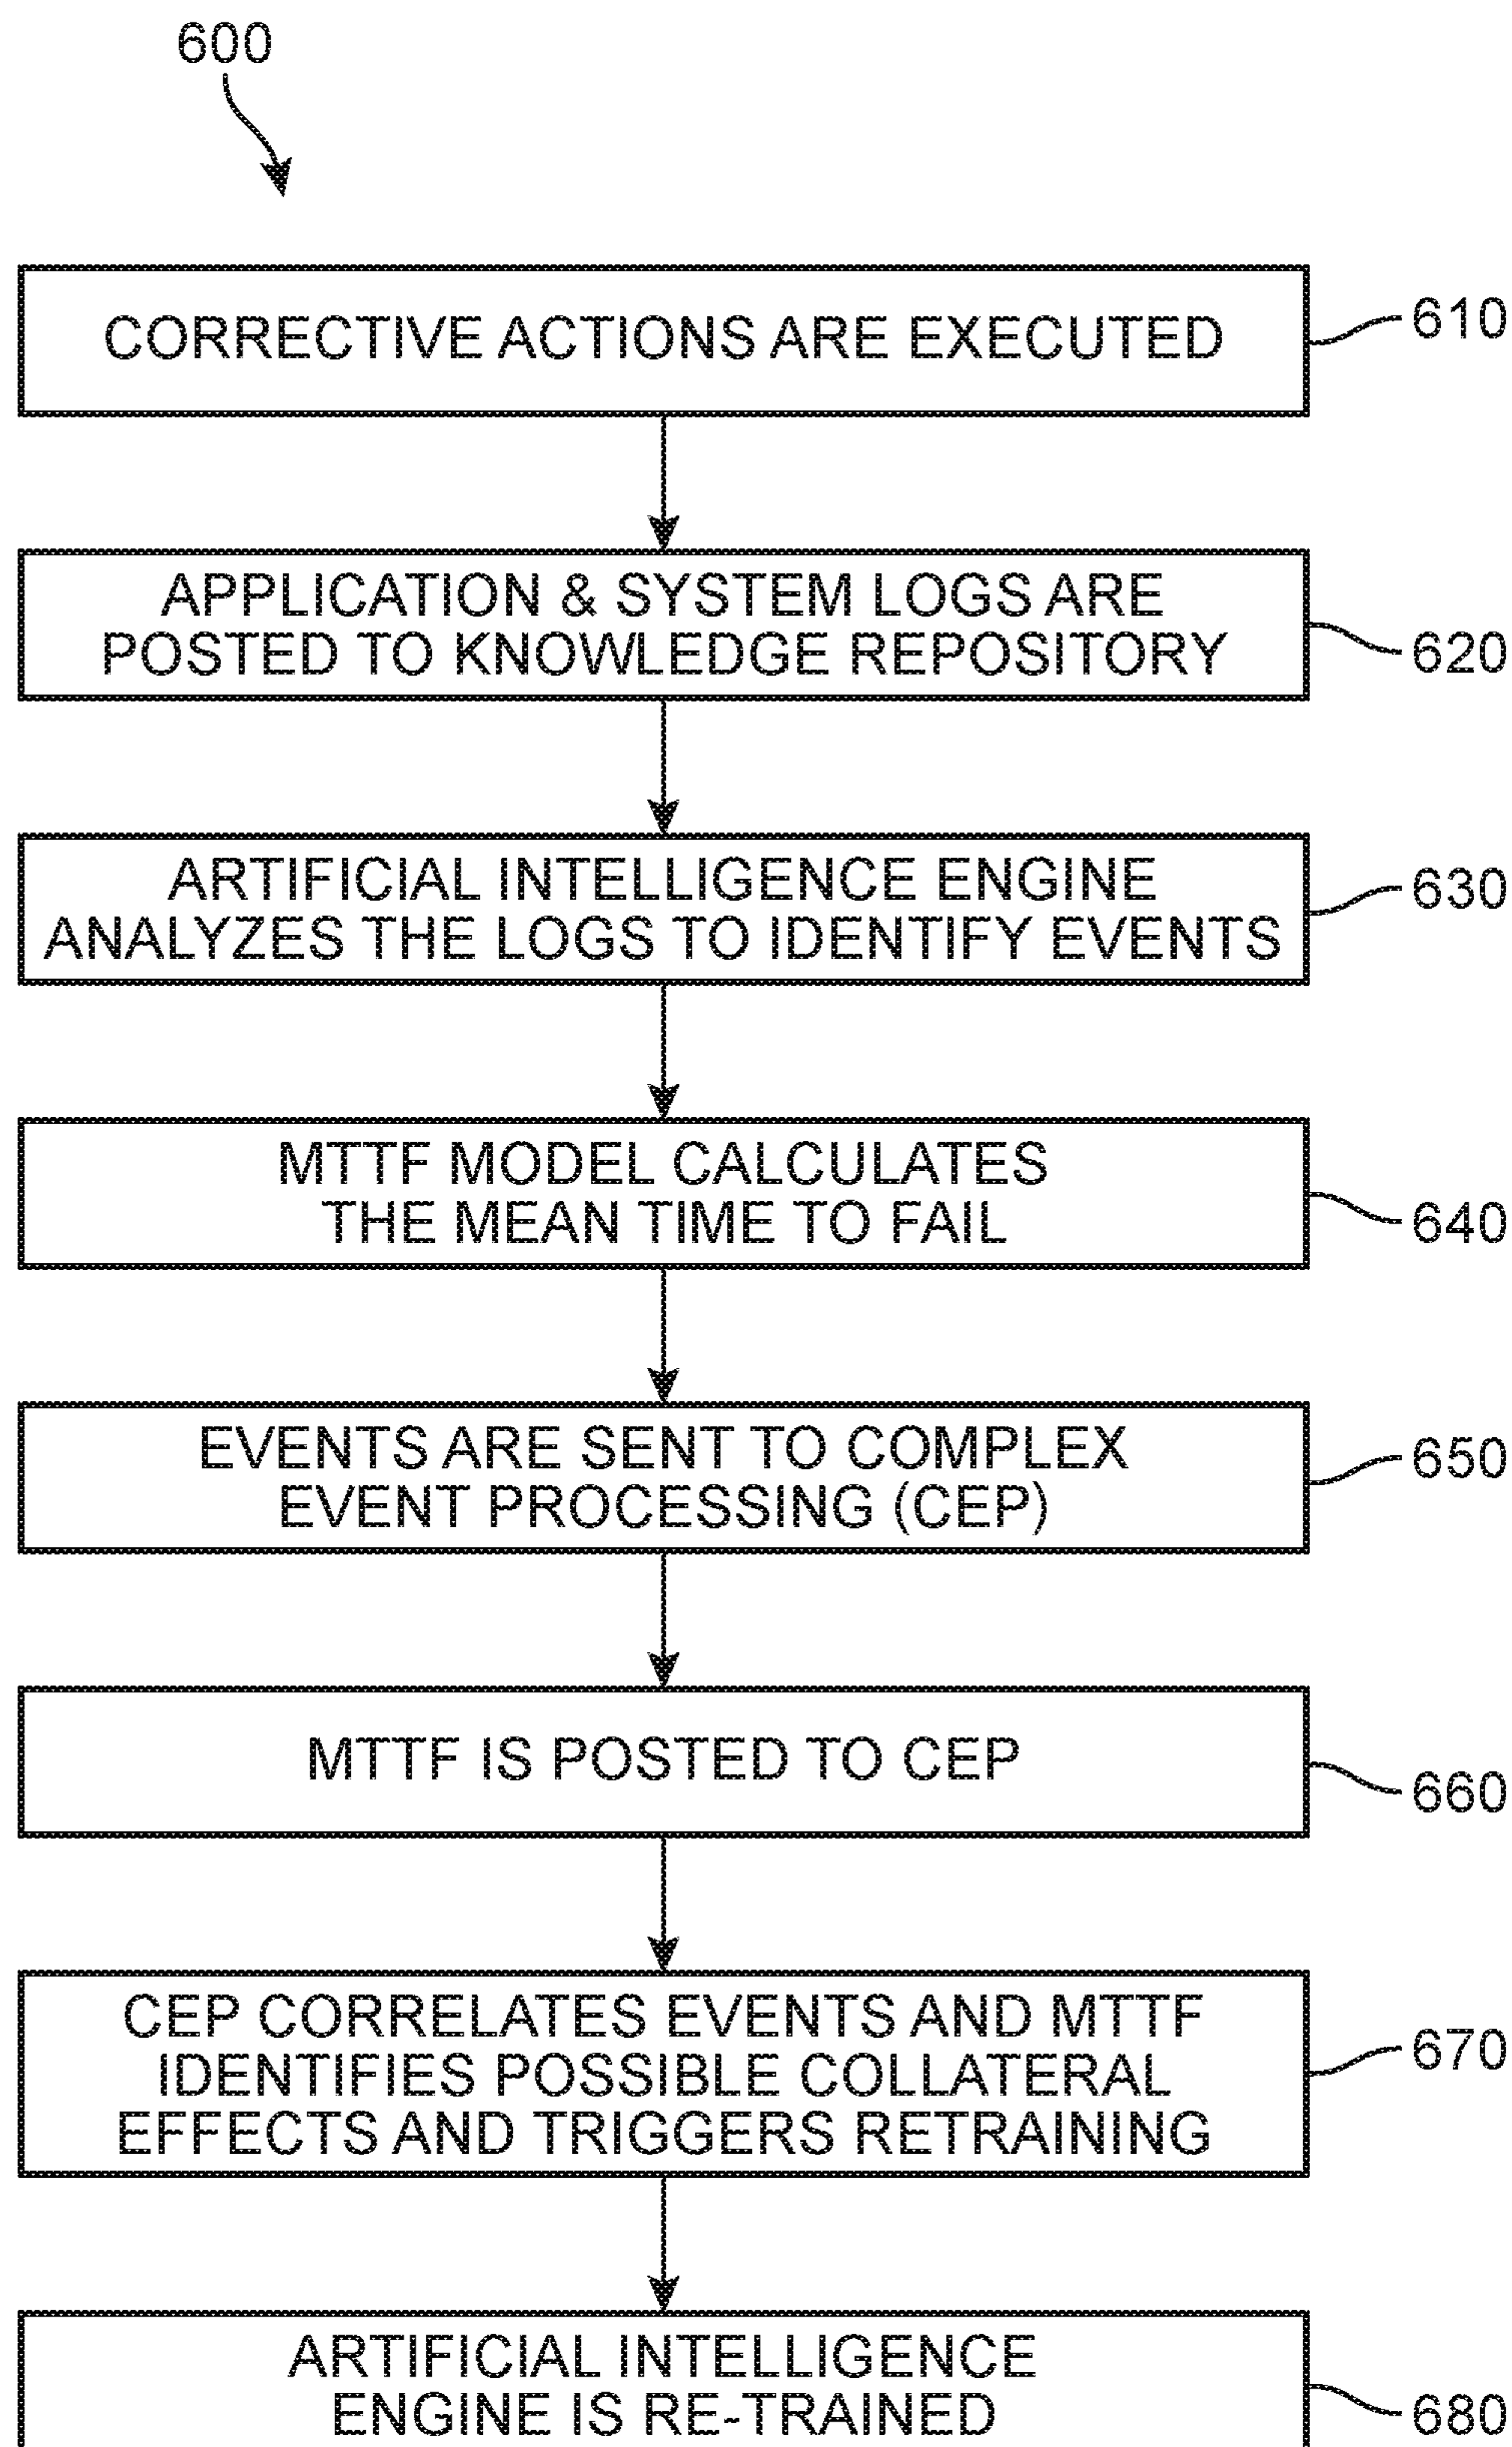 600
CORRECTIVE ACTIONS ARE EXECUTED
610
APPLICATION & SYSTEM LOGS ARE
POSTED TO KNOWLEDGE REPOSITORY
620
ARTIFICIAL INTELLIGENCE ENGINE
ANALYZES THE LOGS TO IDENTIFY EVENTS
630
MTTF MODEL CALCULATES
THE MEAN TIME TO FAIL
640
EVENTS ARE SENT TO COMPLEX
EVENT PROCESSING (CEP)
650
MTTF IS POSTED TO CEP
660
CEP CORRELATES EVENTS AND MTTF
IDENTIFIES POSSIBLE COLLATERAL
EFFECTS AND TRIGGERS RETRAINING
670
ARTIFICIAL INTELLIGENCE
ENGINE IS RE-TRAINED
680